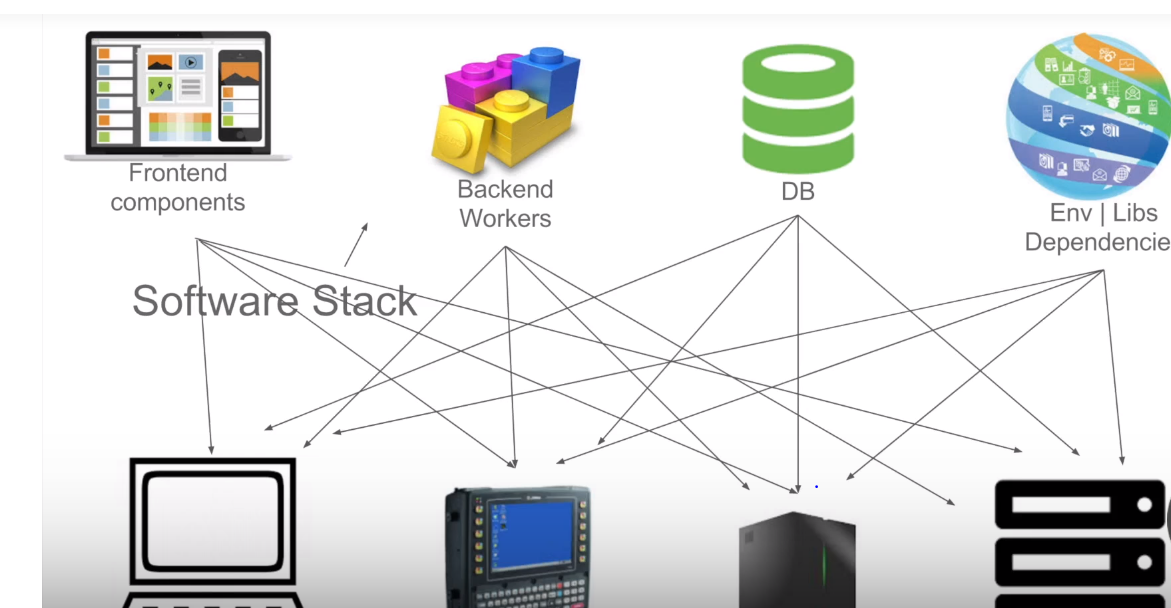 Frontend
components
Backend
Workers
DB
Env | Libs
Dependencie
Software Stack